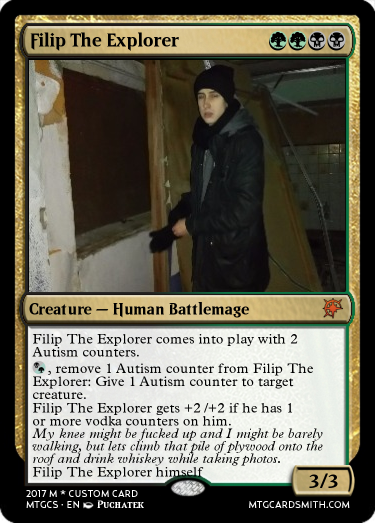 Filip The Explorer
Creature — Human Battlemage
Filip The Explorer comes into play with 2
Autism counters.
, remove 1 Autism counter from Filip The
Explorer: Give 1 Autism counter to target
creature.
Filip The Explorer gets +2 /+2 if he has 1
or more vodka counters on him.
My knee might be fucked up and I might be barely
walking, but lets climb that pile of plywood onto the
roof and drink whiskey while taking photos.
Filip The Explorer himself
3/3
2017 M * CUSTOM CARD
MTGCS · EN Puchatek
MTGCARDSMITH.COM